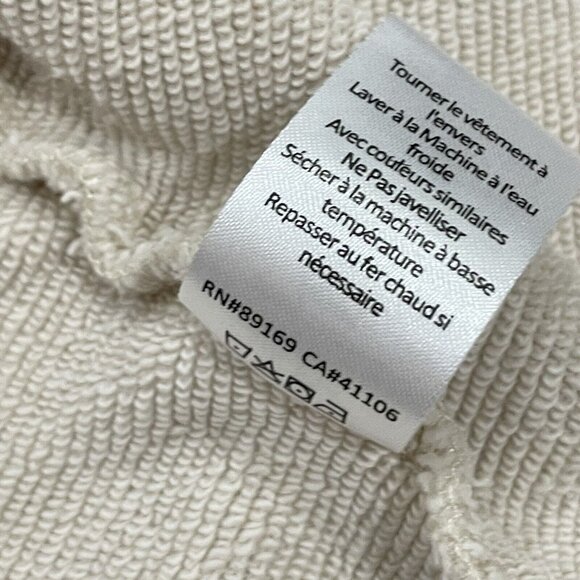 Tourner le vêtement à
l'envers
Laver à la Machine à l'eau
froide
Avec couleurs similaires
Ne Pas javelliser
Sécher à la machine à basse
température
Repasser au fer chaud si
nécessaire
RN#89169 CA#41106